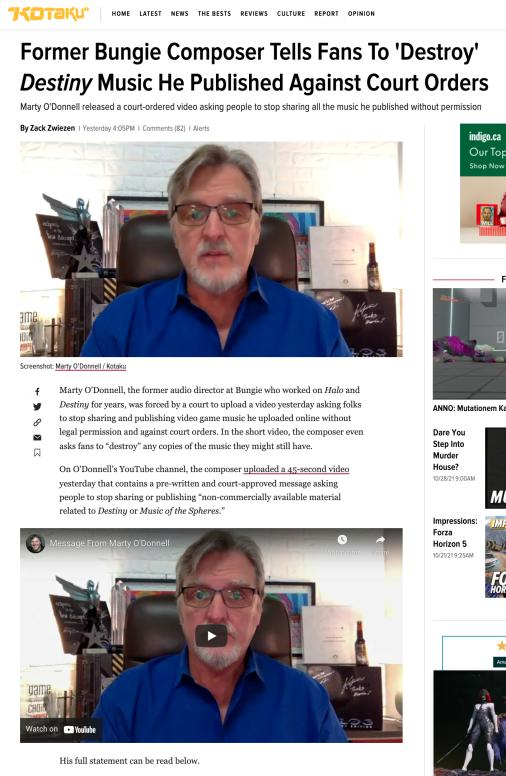 KOTAKU
HOME LATEST NEWS THE BESTS REVIEWS CULTURE REPORT OPINION
Former Bungie Composer Tells Fans To 'Destroy'
Destiny Music He Published Against Court Orders
Marty O'Donnell released a court-ordered video asking people to stop sharing all the music he published without permission
By Zack Zwiezen | Yesterday 4:05PM | Comments (82) | Alerts
indigo.ca
Our Top
Shop Now
Screenshot: Marty O'Donnell / Kotaku
Marty O'Donnell, the former audio director at Bungie who worked on Halo and
Destiny for years, was forced by a court to upload a video yesterday asking folks
to stop sharing and publishing video game music he uploaded online without
legal permission and against court orders. In the short video, the composer even
asks fans to "destroy" any copies of the music they might still have.
On O'Donnell's YouTube channel, the composer uploaded a 45-second video
yesterday that contains a pre-written and court-approved message asking
people to stop sharing or publishing "non-commercially available material
related to Destiny or Music of the Spheres."
Message From Marty O'Donnell
game
Watch on YouTube
His full statement can be read below.
F
ANNO: Mutationem Ka
Dare You
Step Into
Murder
House?
10/28/21 9:00AM
Impressions:
Forza
Horizon 5
10/21/21 9:25AM
IM
FO
HOR
Am